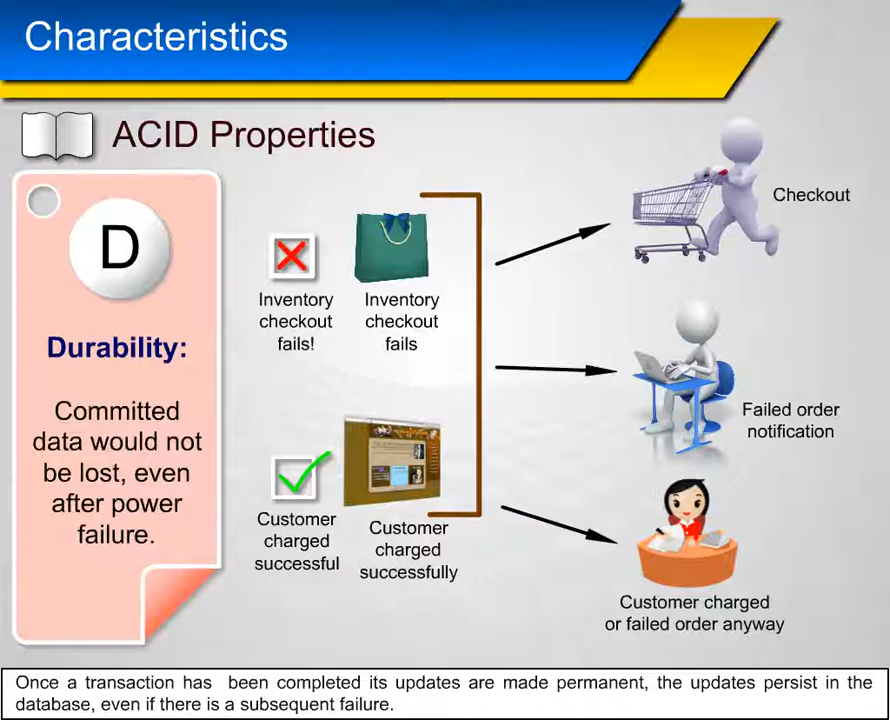 Characteristics
ACID Properties
D
Durability:
Committed
data would not
be lost, even
after power
failure.
Inventory
checkout
fails!
Inventory
checkout
fails
Customer
charged
successful
Customer
charged
successfully
Checkout
Failed order
notification
Customer charged
or failed order anyway
Once a transaction has been completed its updates are made permanent, the updates persist in the
database, even if there is a subsequent failure.